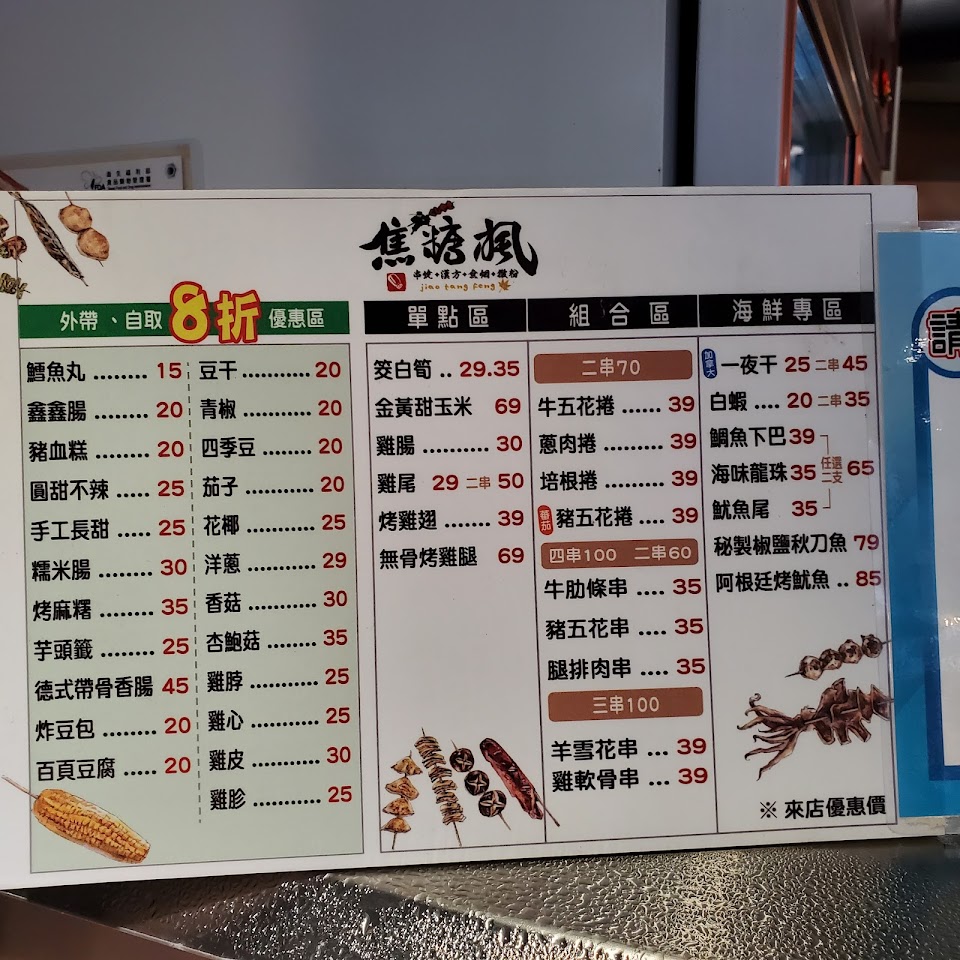 焦糖楓
串燒•漢方•煮個•撒粉
jiao tang feng
外帶、自取 8折 優惠區
鱈魚丸 ......... 15
鑫鑫腸 ......... 20
豬血糕 ......... 20
圓甜不辣 ..... 25
手工長甜 ..... 25
糯米腸 ......... 30
烤麻糬 ......... 35
芋頭籤 ......... 25
德式帶骨香腸 45
炸豆包 ......... 20
百頁豆腐 ..... 20
豆干 ........... 20
青椒 ........... 20
四季豆 ........ 20
茄子 ........... 20
花椰 ........... 25
洋蔥 ........... 29
香菇 ........... 30
杏鮑菇 ........ 35
雞脖 ........... 25
雞心 ........... 25
雞皮 ........... 30
雞胗 ........... 25
單點區
筊白筍 .. 29.35
金黃甜玉米 69
雞腸 ........... 30
雞尾 29 二串 50
烤雞翅 ....... 39
無骨烤雞腿 69
組合區
二串70
牛五花捲 ...... 39
蔥肉捲 ......... 39
培根捲 ......... 39
蕃茄 豬五花捲 .. 39
四串100 二串60
牛肋條串 .... 35
豬五花串 .... 35
腿排肉串 .... 35
三串100
羊雪花串 ... 39
雞軟骨串 ... 39
海鮮專區
加拿大 一夜干 25 二串 45
白蝦 .... 20 二串 35
鯛魚下巴 39
海味龍珠 35 任選二支 65
魷魚尾 35
秘製椒鹽秋刀魚 79
阿根廷烤魷魚 .. 85
※ 來店優惠價
請